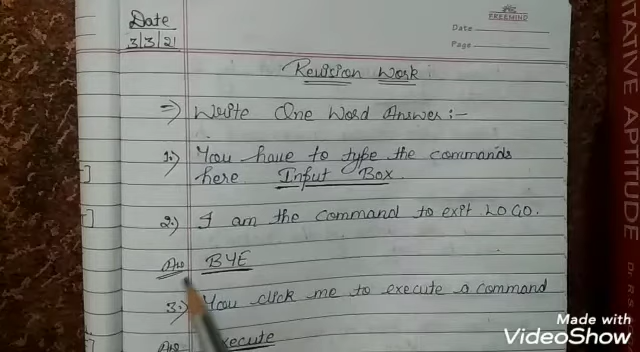 Date
3/3/21
FREEMIND
Date
Page
Revision Work :
=> Write One Word Answer :-
1.) You have to type the commands
here Input Box.
2.) I am the command to exit LOGO.
Ans BYE
3.) You click me to execute a command
Ans Execute
TATIVE APTITUDE
Dr. R S
Made with
VideoShow